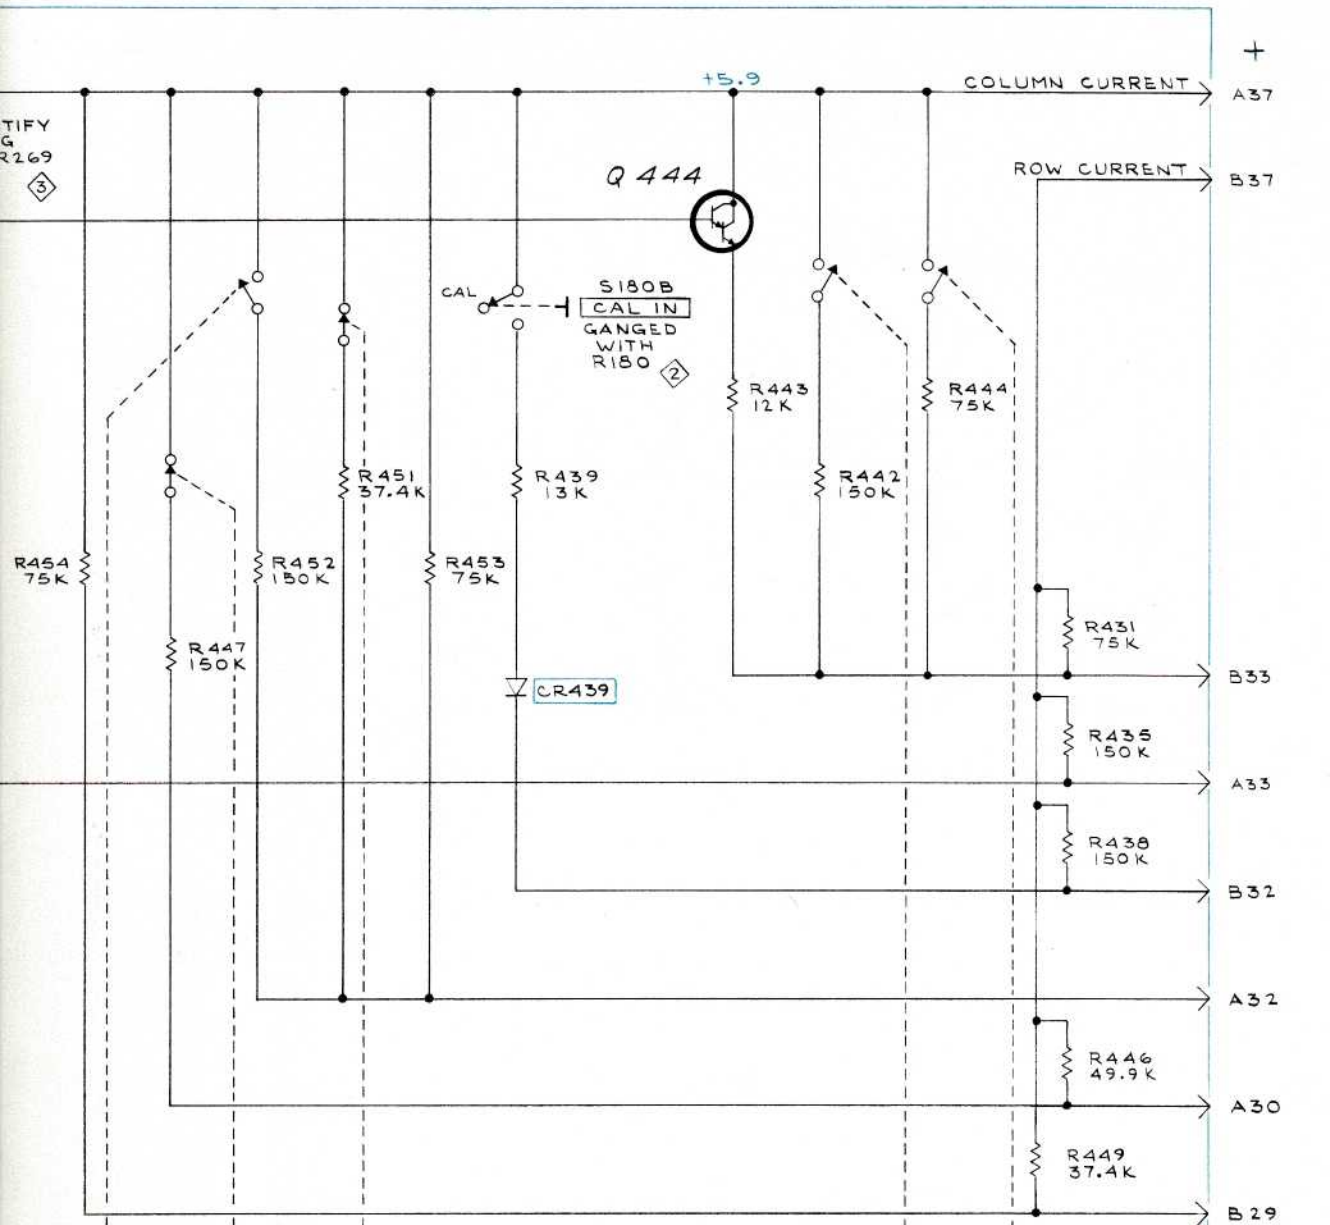 +
+5.9
COLUMN CURRENT
A37
TIFY
G
R269
3
ROW CURRENT
B37
Q444
CAL
S180B
CAL IN
GANGED
WITH
R180
2
R443
12K
R444
75K
R451
37.4K
R439
13K
R442
150K
R454
75K
R452
150K
R453
75K
R431
75K
R447
150K
B33
CR439
R435
150K
A33
R438
150K
B32
A32
R446
49.9K
A30
R449
37.4K
B29